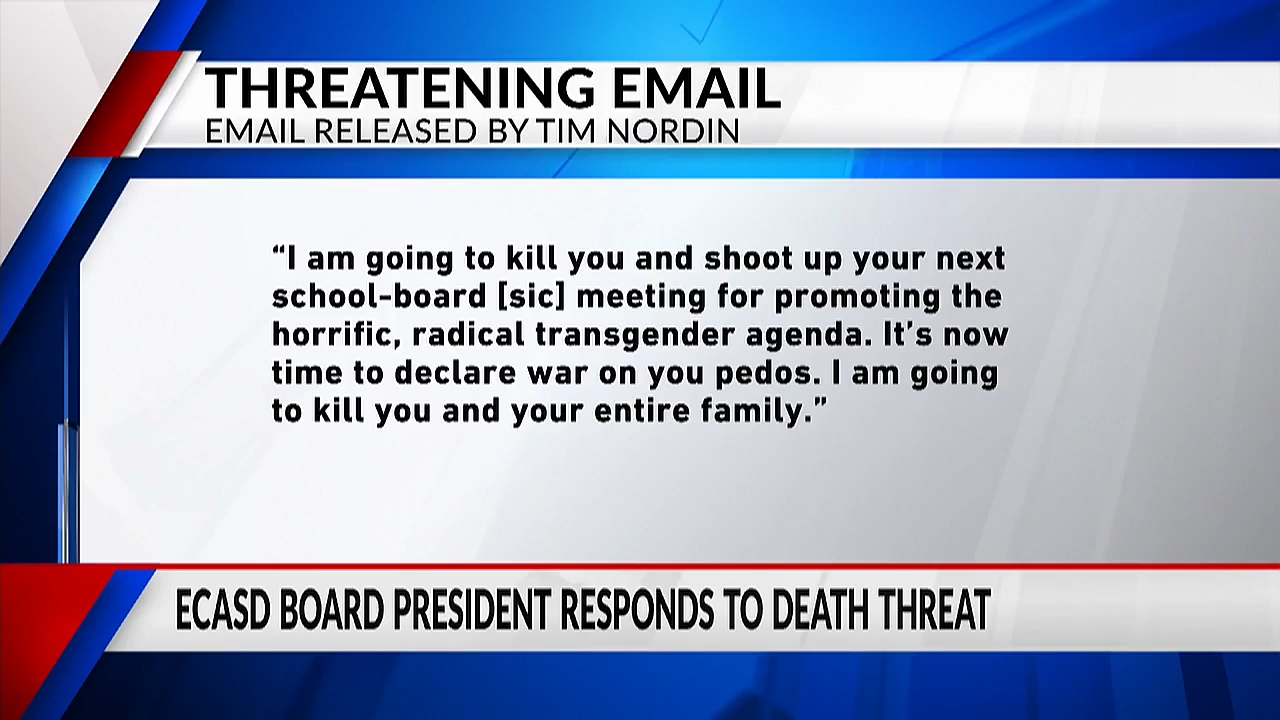 THREATENING EMAIL
EMAIL RELEASED BY TIM NORDIN
“I am going to kill you and shoot up your next
school-board [sic] meeting for promoting the
horrific, radical transgender agenda. It’s now
time to declare war on you pedos. I am going
to kill you and your entire family.”
ECASD BOARD PRESIDENT RESPONDS TO DEATH THREAT